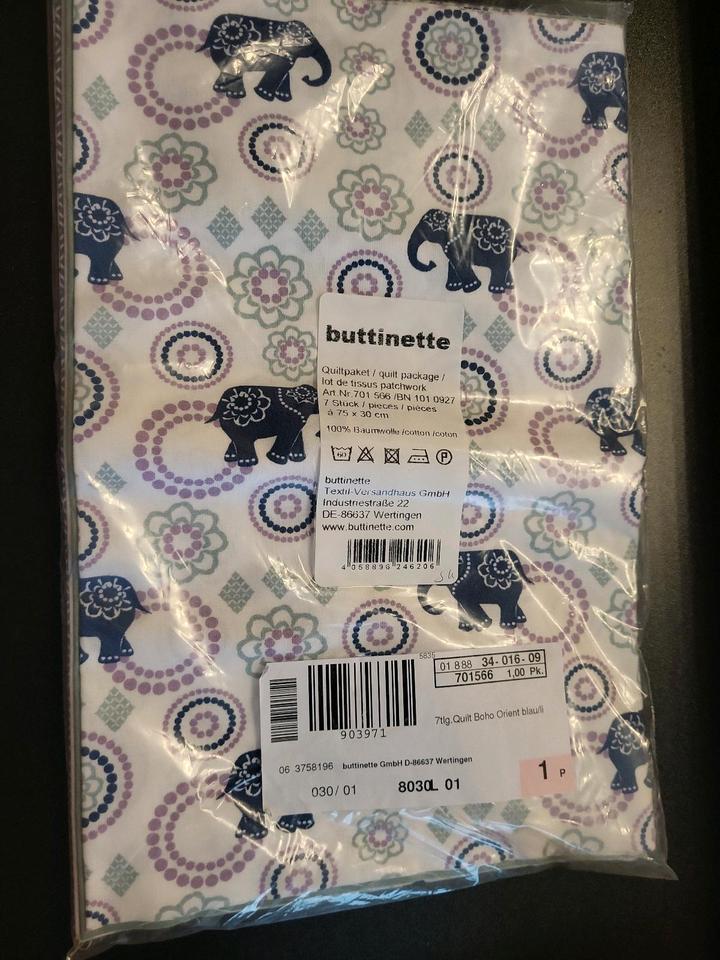 buttinette
Quiltpaket / quilt package /
lot de tissus patchwork
Art.Nr.701 566 /BN 101 0927
7 Stück / pieces / pièces
à 75 x 30 cm
100% Baumwolle /cotton /coton
60
P
buttinette
Textil-Versandhaus GmbH
Industriestraße 22
DE-86637 Wertingen
www.buttinette.com
4 058896 246206
5835
01 888 34-016-09
701566 1,00 Pk.
903971
7tlg.Quilt Boho Orient blau/li
06 3758196 buttinette GmbH D-86637 Wertingen
030/ 01 8030L 01
1 P